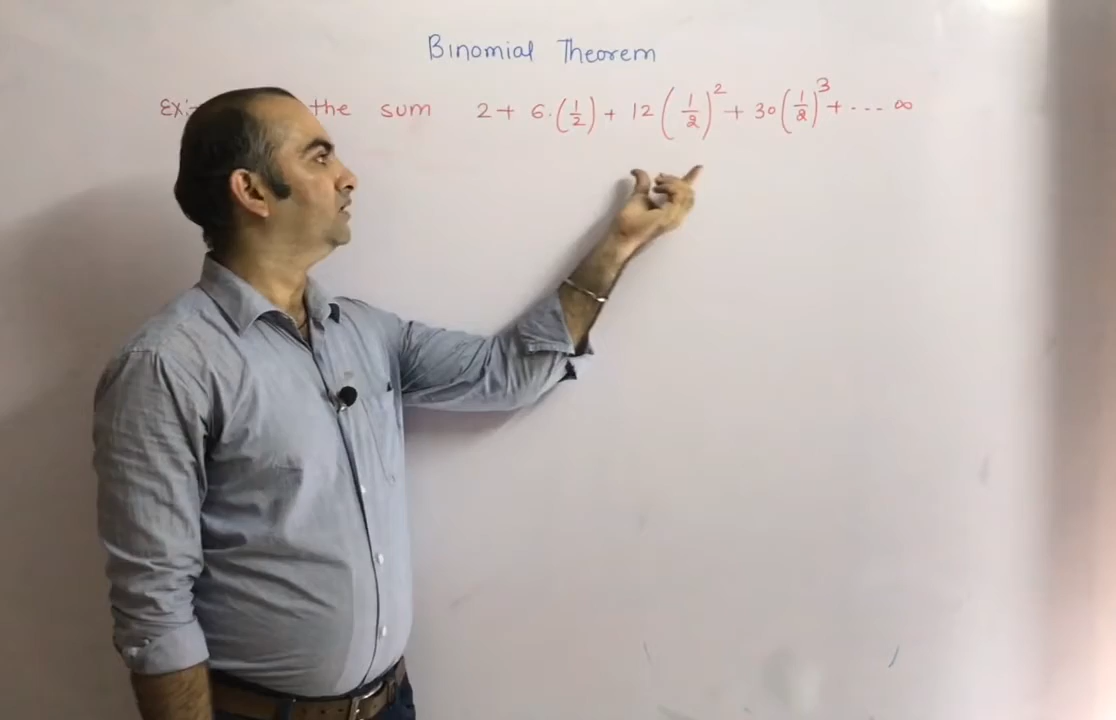 Binomial Theorem
Ex:- the sum 2 + 6.(1/2) + 12(1/2)^2 + 30(1/2)^3 + --- ∞